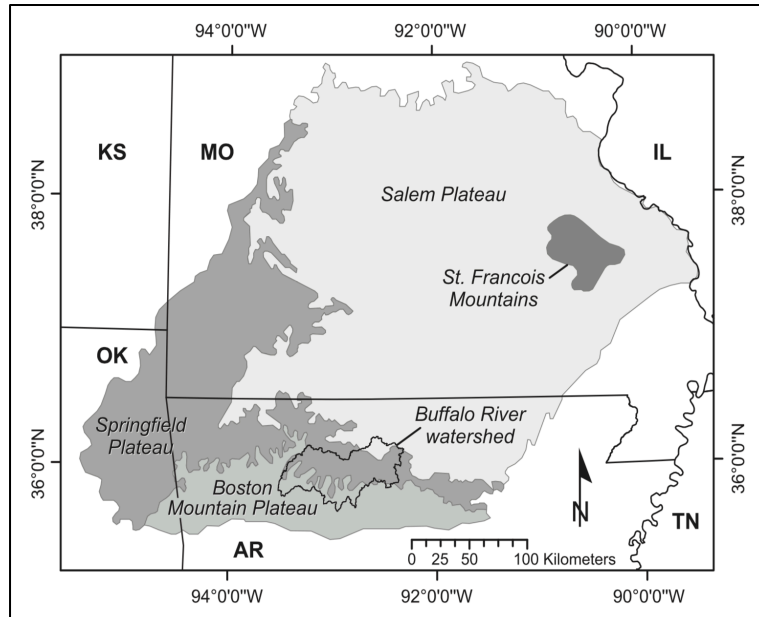 94°0'0"W 92°0'0"W 90°0'0"W
KS
MO
IL
38°0'0"N
38°0'0"N
Salem Plateau
St. Francois
Mountains
OK
Springfield
Plateau
Buffalo River
watershed
36°0'0"N
36°0'0"N
Boston
Mountain Plateau
N
TN
AR
0 25 50 100 Kilometers
94°0'0"W 92°0'0"W 90°0'0"W